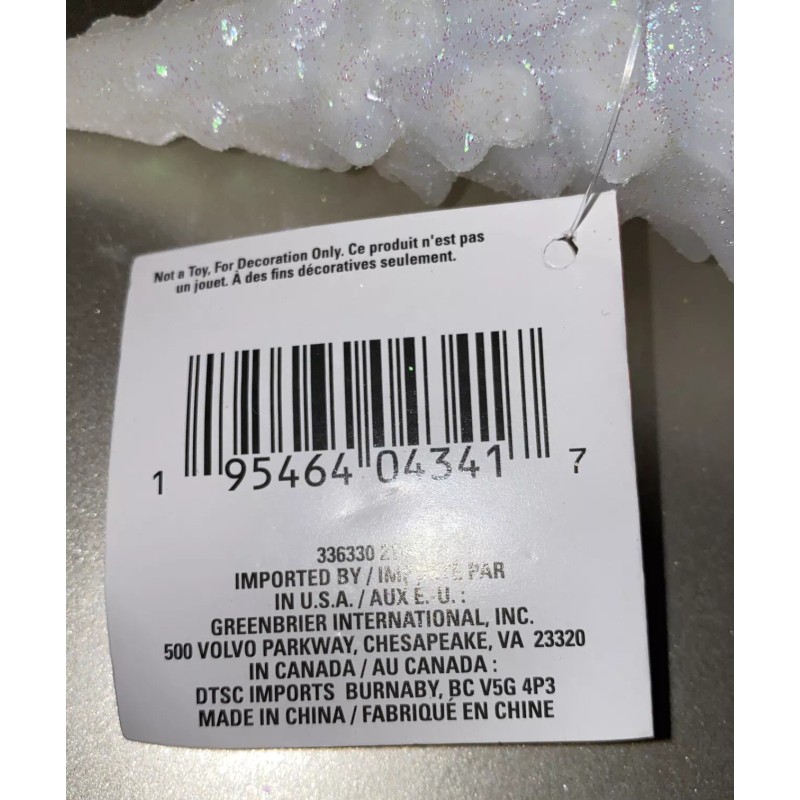 Not a Toy, For Decoration Only. Ce produit n'est pas
un jouet. À des fins décoratives seulement.
1 95464 04341 7
336330
IMPORTED BY / PAR
IN U.S.A. / AUX É.-U. :
GREENBRIER INTERNATIONAL, INC.
500 VOLVO PARKWAY, CHESAPEAKE, VA 23320
IN CANADA / AU CANADA :
DTSC IMPORTS BURNABY, BC V5G 4P3
MADE IN CHINA / FABRIQUÉ EN CHINE